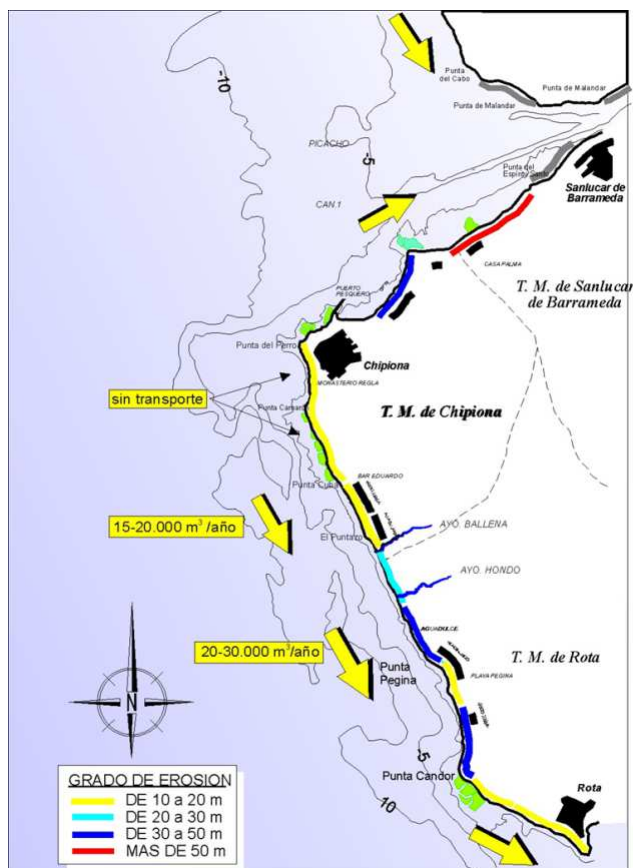 -10
Punta
del Cabo
Punta de Malandar
Punta de Malandar
PICACHO
-5
Punta del
Espiritu Santo
Sanlucar de
Barrameda
CAN.1
CASA PALMA
T. M. de Sanlucar
de Barrameda
PUERTO
PESQUERO
Punta del Perro
Chipiona
MONASTERIO REGLA
sin transporte
Punta Camaron
T. M. de Chipiona
BAR EDUARDO
Punta Cuba
15-20.000 m³/año
El Puntazo
AYO. BALLENA
AYO. HONDO
AGUADULCE
20-30.000 m³/año
Punta
Pegina
T. M. de Rota
PLAYA PEGINA
N
-5
Punta Candor
10
Rota
GRADO DE EROSION
DE 10 a 20 m
DE 20 a 30 m
DE 30 a 50 m
MAS DE 50 m